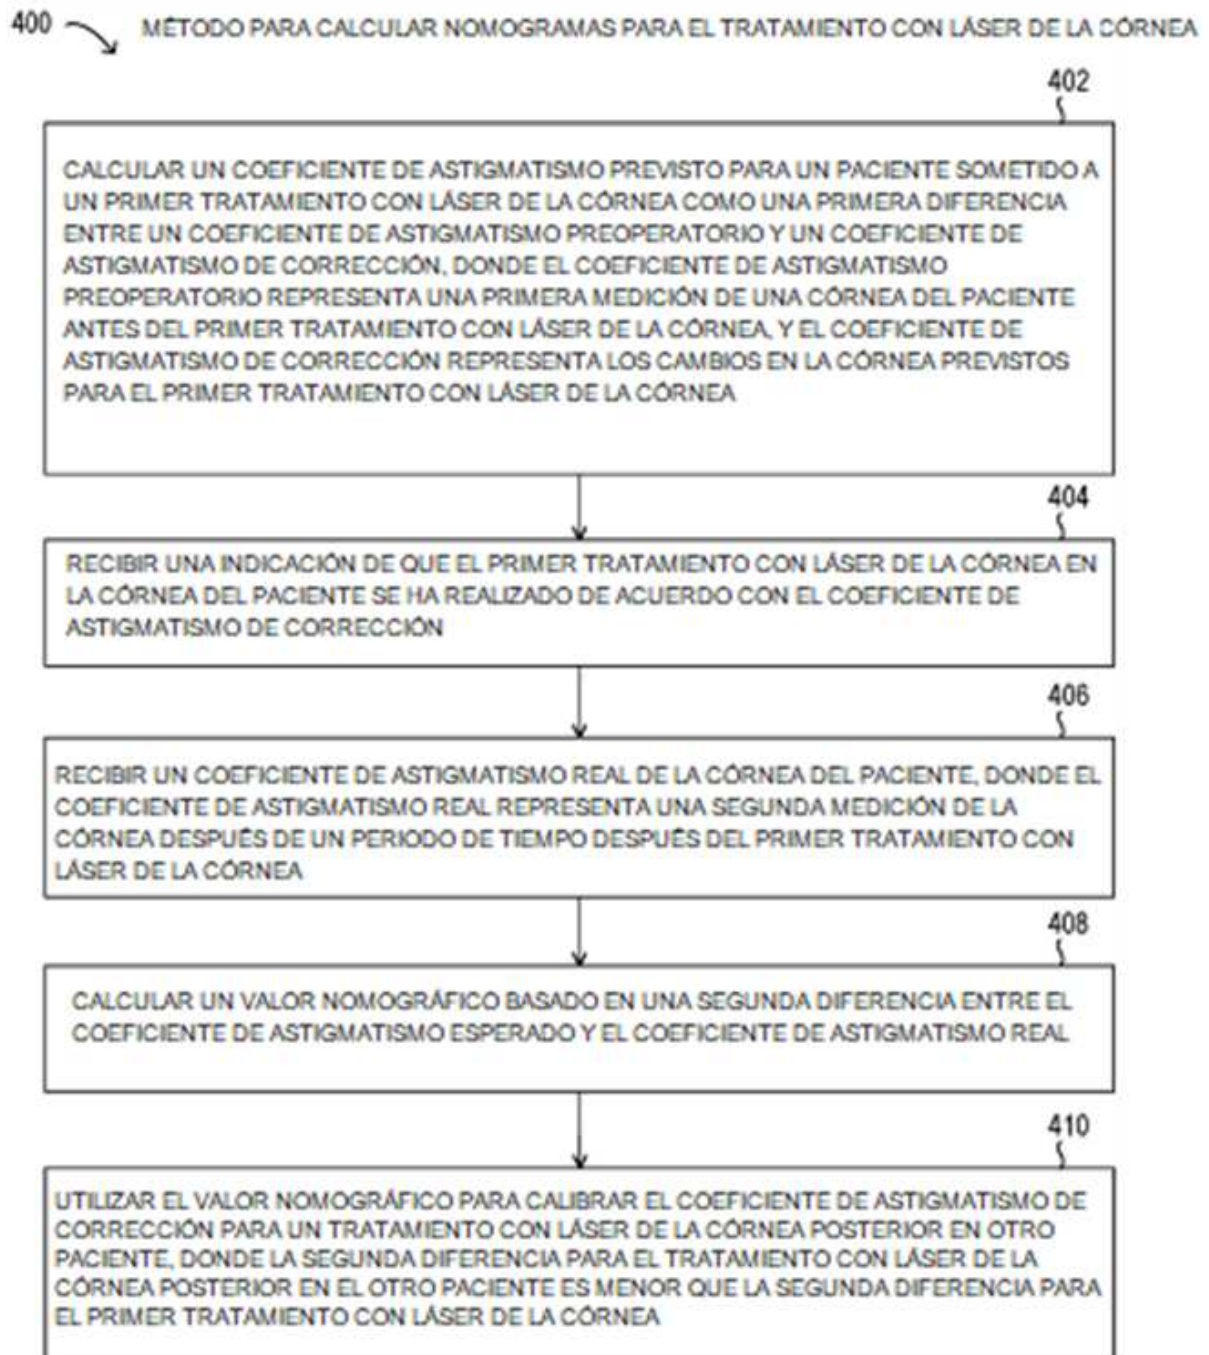 400 MÉTODO PARA CALCULAR NOMOGRAMAS PARA EL TRATAMIENTO CON LÁSER DE LA CÓRNEA
402
CALCULAR UN COEFICIENTE DE ASTIGMATISMO PREVISTO PARA UN PACIENTE SOMETIDO A
UN PRIMER TRATAMIENTO CON LÁSER DE LA CÓRNEA COMO UNA PRIMERA DIFERENCIA
ENTRE UN COEFICIENTE DE ASTIGMATISMO PREOPERATORIO Y UN COEFICIENTE DE
ASTIGMATISMO DE CORRECCIÓN, DONDE EL COEFICIENTE DE ASTIGMATISMO
PREOPERATORIO REPRESENTA UNA PRIMERA MEDICIÓN DE UNA CÓRNEA DEL PACIENTE
ANTES DEL PRIMER TRATAMIENTO CON LÁSER DE LA CÓRNEA, Y EL COEFICIENTE DE
ASTIGMATISMO DE CORRECCIÓN REPRESENTA LOS CAMBIOS EN LA CÓRNEA PREVISTOS
PARA EL PRIMER TRATAMIENTO CON LÁSER DE LA CÓRNEA
404
RECIBIR UNA INDICACIÓN DE QUE EL PRIMER TRATAMIENTO CON LÁSER DE LA CÓRNEA EN
LA CÓRNEA DEL PACIENTE SE HA REALIZADO DE ACUERDO CON EL COEFICIENTE DE
ASTIGMATISMO DE CORRECCIÓN
406
RECIBIR UN COEFICIENTE DE ASTIGMATISMO REAL DE LA CÓRNEA DEL PACIENTE, DONDE EL
COEFICIENTE DE ASTIGMATISMO REAL REPRESENTA UNA SEGUNDA MEDICIÓN DE LA
CÓRNEA DESPUÉS DE UN PERIODO DE TIEMPO DESPUÉS DEL PRIMER TRATAMIENTO CON
LÁSER DE LA CÓRNEA
408
CALCULAR UN VALOR NOMOGRÁFICO BASADO EN UNA SEGUNDA DIFERENCIA ENTRE EL
COEFICIENTE DE ASTIGMATISMO ESPERADO Y EL COEFICIENTE DE ASTIGMATISMO REAL
410
UTILIZAR EL VALOR NOMOGRÁFICO PARA CALIBRAR EL COEFICIENTE DE ASTIGMATISMO DE
CORRECCIÓN PARA UN TRATAMIENTO CON LÁSER DE LA CÓRNEA POSTERIOR EN OTRO
PACIENTE, DONDE LA SEGUNDA DIFERENCIA PARA EL TRATAMIENTO CON LÁSER DE LA
CÓRNEA POSTERIOR EN EL OTRO PACIENTE ES MENOR QUE LA SEGUNDA DIFERENCIA PARA
EL PRIMER TRATAMIENTO CON LÁSER DE LA CÓRNEA